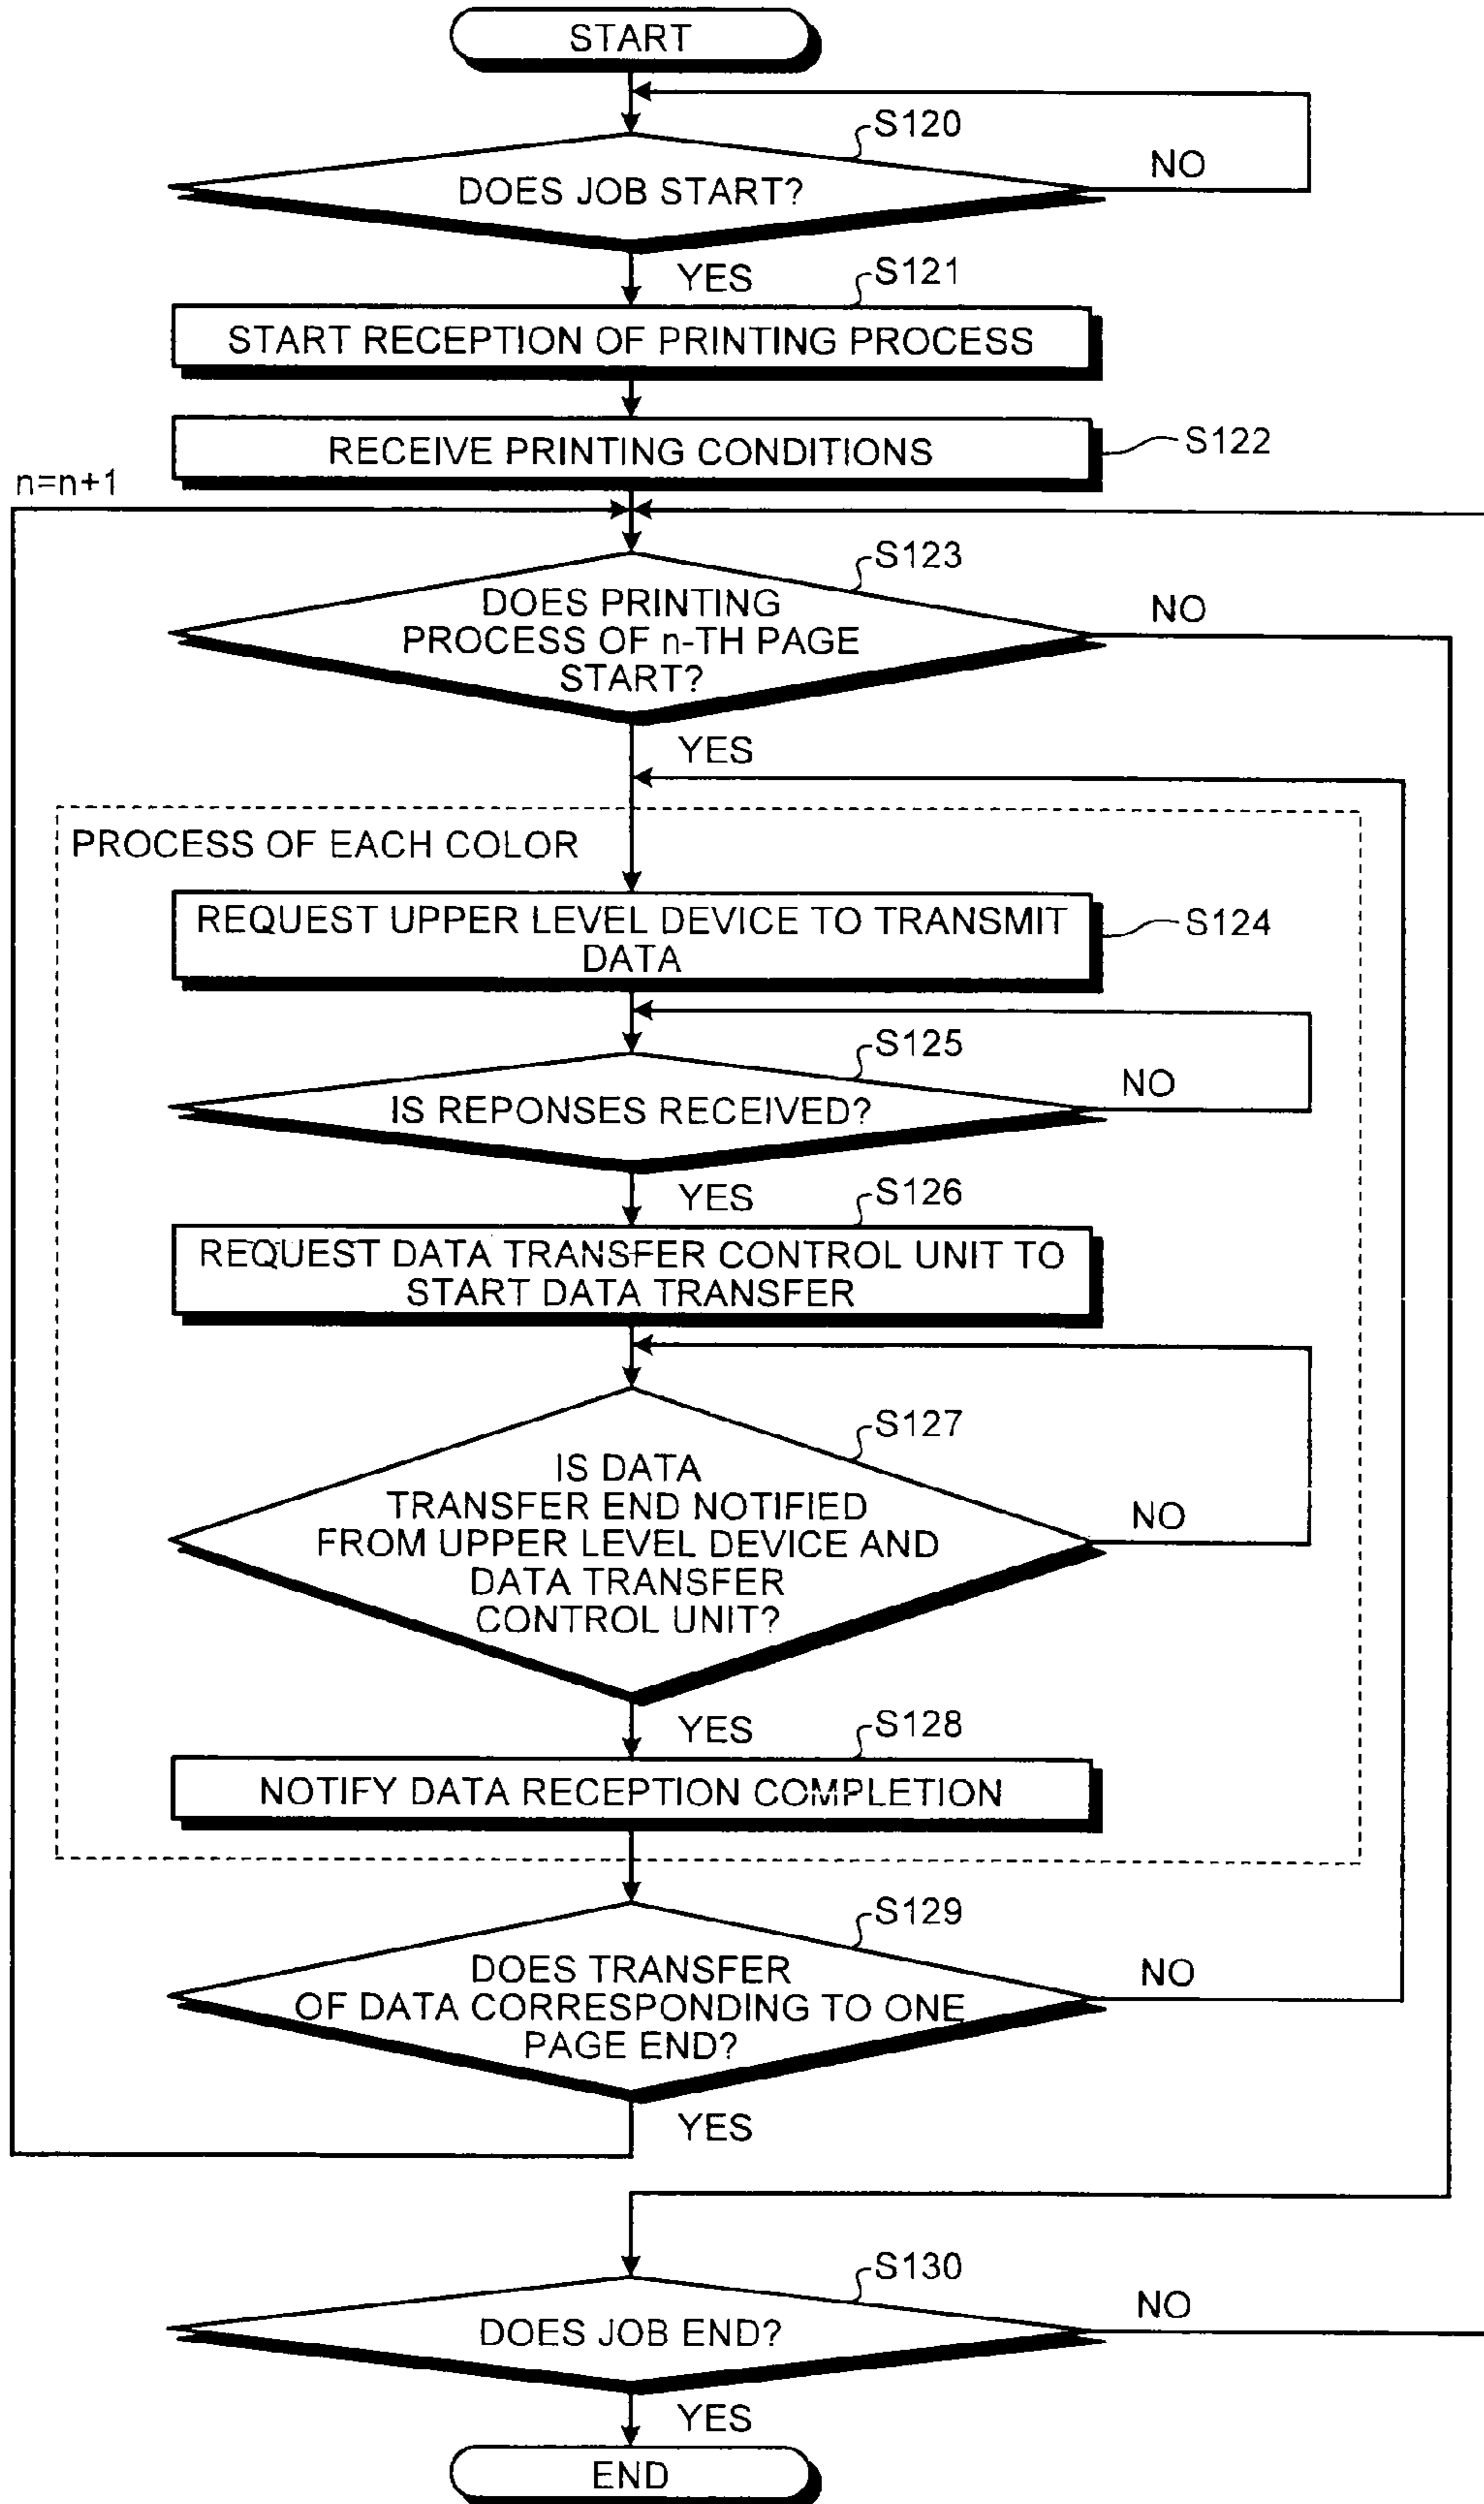 START
S120
NO
DOES JOB START?
YES
S121
START RECEPTION OF PRINTING PROCESS
RECEIVE PRINTING CONDITIONS
S122
n=n+1
S123
DOES PRINTING
PROCESS OF n-TH PAGE
START?
NO
YES
PROCESS OF EACH COLOR
REQUEST UPPER LEVEL DEVICE TO TRANSMIT
DATA
S124
S125
NO
IS REPONSES RECEIVED?
YES
S126
REQUEST DATA TRANSFER CONTROL UNIT TO
START DATA TRANSFER
S127
IS DATA
TRANSFER END NOTIFIED
FROM UPPER LEVEL DEVICE AND
DATA TRANSFER
CONTROL UNIT?
NO
YES
S128
NOTIFY DATA RECEPTION COMPLETION
S129
DOES TRANSFER
OF DATA CORRESPONDING TO ONE
PAGE END?
NO
YES
S130
NO
DOES JOB END?
YES
END